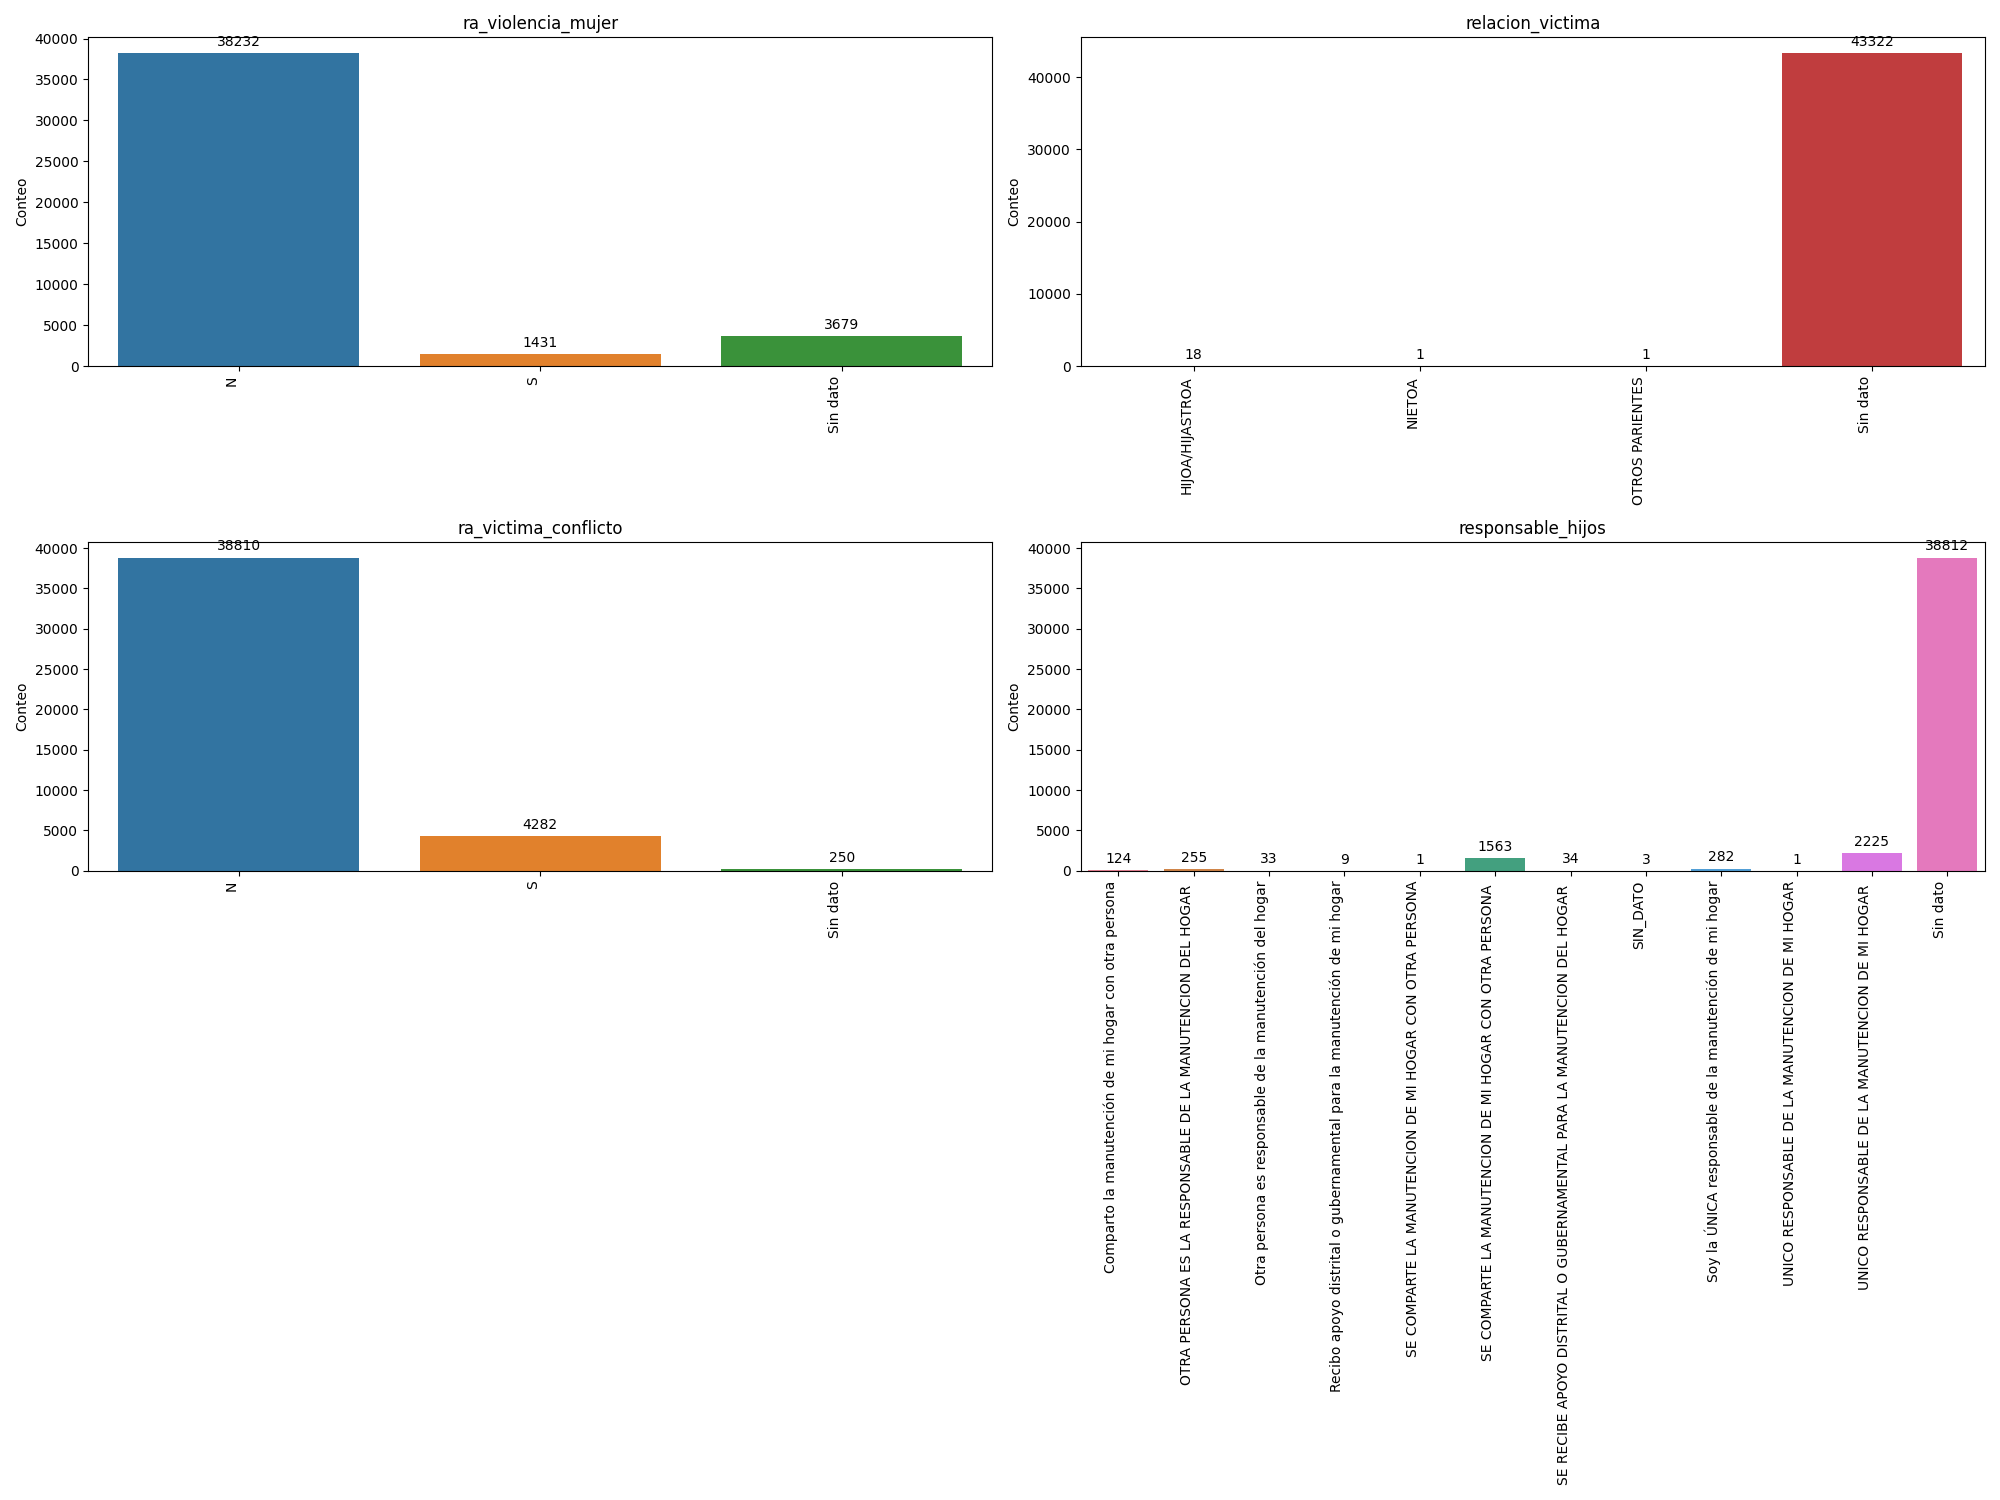 ra_violencia_mujer
40000
35000
30000
25000
20000
15000
10000
5000
0
Conteo
38232
1431
3679
N
S
Sin dato
relacion_victima
40000
30000
20000
10000
0
Conteo
18
1
1
43322
HIJOA/HIJASTROA
NIETOA
OTROS PARIENTES
Sin dato
ra_victima_conflicto
40000
35000
30000
25000
20000
15000
10000
5000
0
Conteo
38810
4282
250
N
S
Sin dato
responsable_hijos
40000
35000
30000
25000
20000
15000
10000
5000
0
Conteo
124
255
33
9
1
1563
34
3
282
1
2225
38812
Comparto la manutención de mi hogar con otra persona
OTRA PERSONA ES LA RESPONSABLE DE LA MANUTENCION DEL HOGAR
Otra persona es responsable de la manutención del hogar
Recibo apoyo distrital o gubernamental para la manutención de mi hogar
SE COMPARTE LA MANUTENCION DE MI HOGAR CON OTRA PERSONA
SE COMPARTE LA MANUTENCION DE MI HOGAR CON OTRA PERSONA
SE RECIBE APOYO DISTRITAL O GUBERNAMENTAL PARA LA MANUTENCION DEL HOGAR
SIN_DATO
Soy la ÚNICA responsable de la manutención de mi hogar
UNICO RESPONSABLE DE LA MANUTENCION DE MI HOGAR
UNICO RESPONSABLE DE LA MANUTENCION DE MI HOGAR
Sin dato